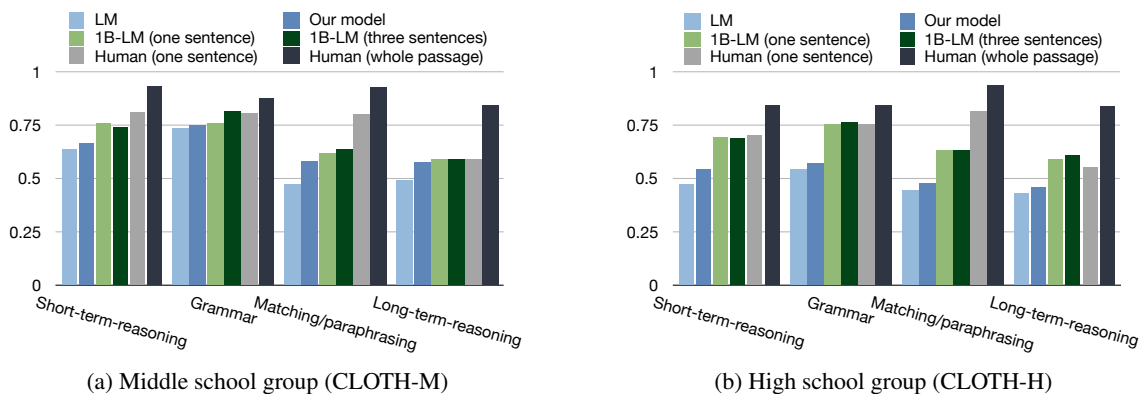 LM
Our model
1B-LM (one sentence)
1B-LM (three sentences)
Human (one sentence)
Human (whole passage)
1
0.75
0.5
0.25
0
Short-term-reasoning
Grammar
Matching/paraphrasing
Long-term-reasoning
(a) Middle school group (CLOTH-M)
LM
Our model
1B-LM (one sentence)
1B-LM (three sentences)
Human (one sentence)
Human (whole passage)
1
0.75
0.5
0.25
0
Short-term-reasoning
Grammar
Matching/paraphrasing
Long-term-reasoning
(b) High school group (CLOTH-H)